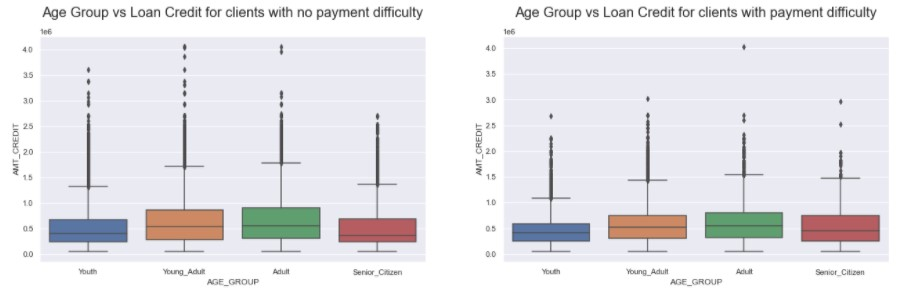 Age Group vs Loan Credit for clients with no payment difficulty
1e6
4.0
3.5
3.0
2.5
2.0
1.5
1.0
0.5
0.0
AMT_CREDIT
Youth Young_Adult Adult Senior_Citizen
AGE_GROUP
Age Group vs Loan Credit for clients with payment difficulty
1e6
4.0
3.5
3.0
2.5
2.0
1.5
1.0
0.5
0.0
AMT_CREDIT
Youth Young_Adult Adult Senior_Citizen
AGE_GROUP